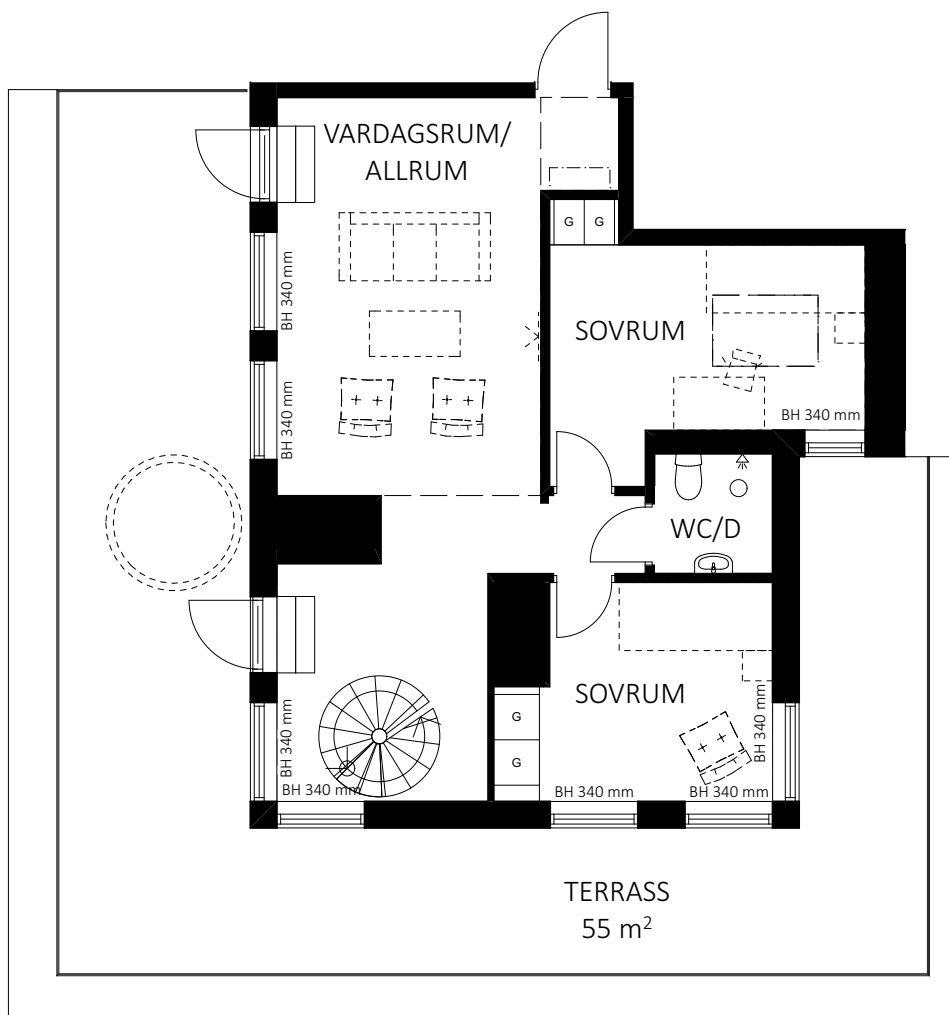 VARDAGSRUM/
ALLRUM
G G
BH 340 mm
SOVRUM
BH 340 mm
BH 340 mm
WC/D
SOVRUM
G
G
BH 340 mm
BH 340 mm
BH 340 mm
BH 340 mm
BH 340 mm
TERRASS
55 m²